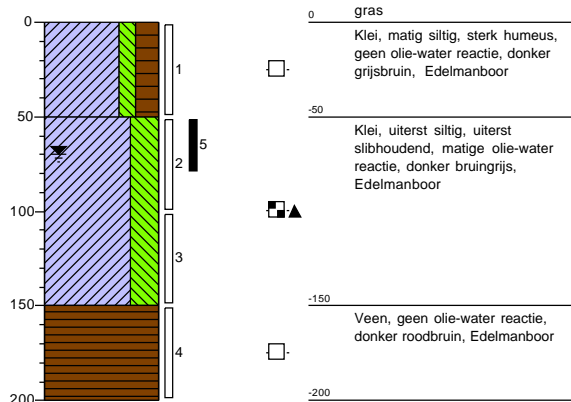 0
50
100
150
200
1
2
3
4
5
0
gras
Klei, matig siltig, sterk humeus,
geen olie-water reactie, donker
grijsbruin, Edelmanboor
-50
Klei, uiterst siltig, uiterst
slibhoudend, matige olie-water
reactie, donker bruingrijs,
Edelmanboor
-150
Veen, geen olie-water reactie,
donker roodbruin, Edelmanboor
-200